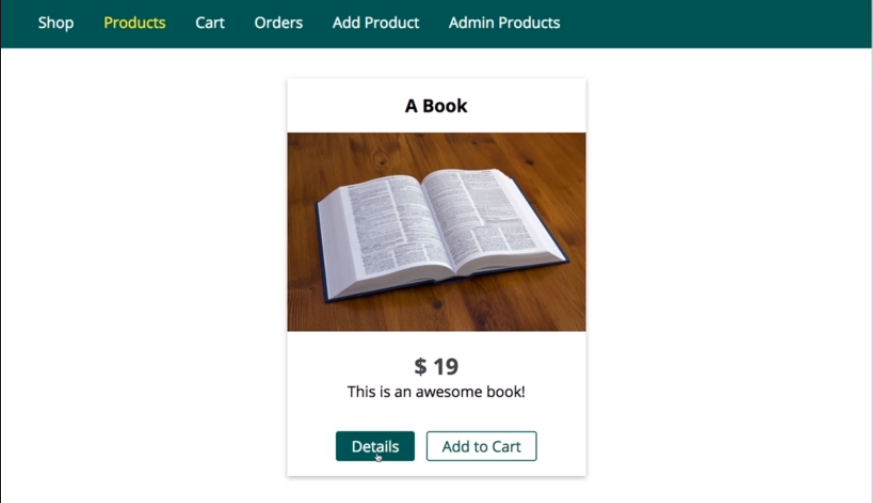 Shop Products Cart Orders Add Product Admin Products
A Book
$ 19
This is an awesome book!
Details Add to Cart